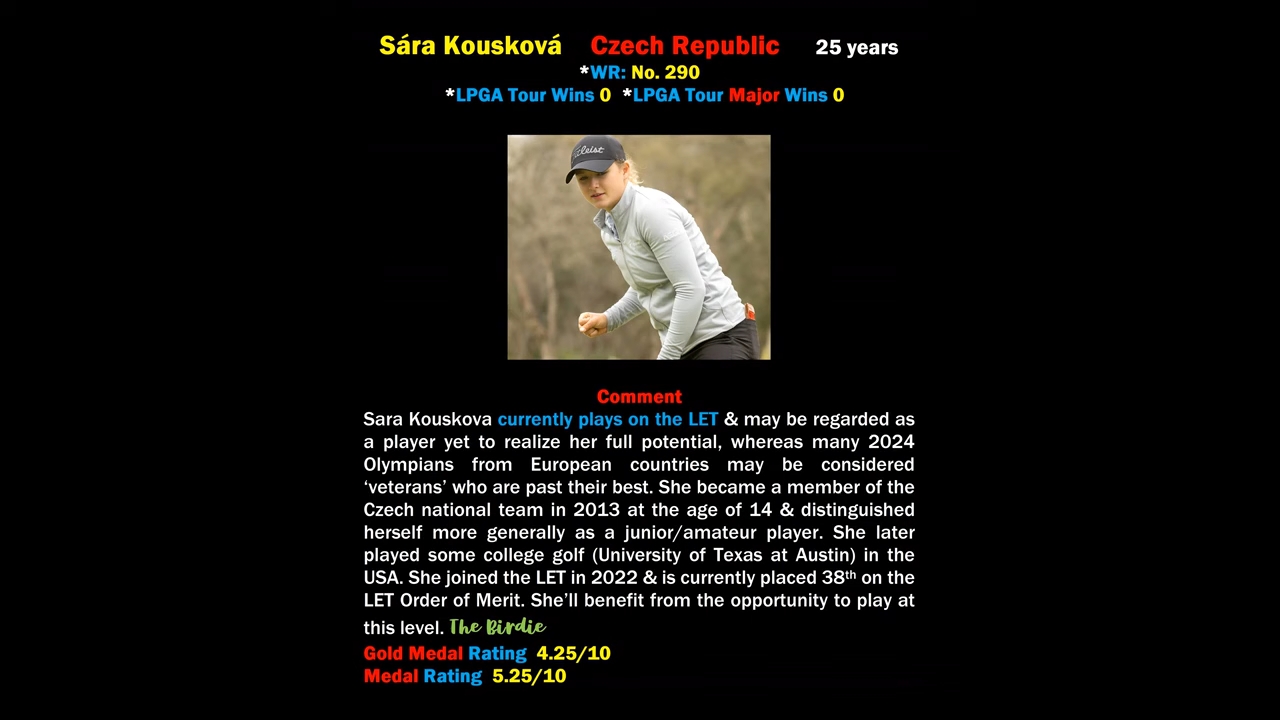 Sára Kousková Czech Republic 25 years
*WR: No. 290
*LPGA Tour Wins 0 *LPGA Tour Major Wins 0
Titleist
Comment
Sara Kouskova currently plays on the LET & may be regarded as
a player yet to realize her full potential, whereas many 2024
Olympians from European countries may be considered
‘veterans’ who are past their best. She became a member of the
Czech national team in 2013 at the age of 14 & distinguished
herself more generally as a junior/amateur player. She later
played some college golf (University of Texas at Austin) in the
USA. She joined the LET in 2022 & is currently placed 38th on the
LET Order of Merit. She’ll benefit from the opportunity to play at
this level. The Birdie
Gold Medal Rating 4.25/10
Medal Rating 5.25/10